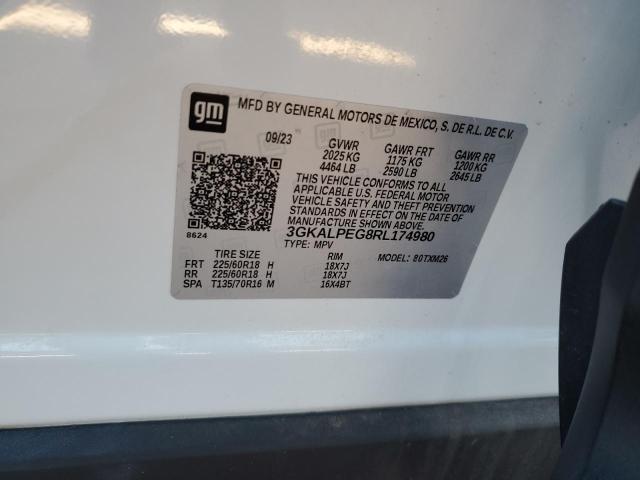 gm
MFD BY GENERAL MOTORS DE MEXICO, S. DE R.L. DE C.V.
09/23 GVWR GAWR FRT GAWR RR
2025 KG 1175 KG 1200 KG
4464 LB 2590 LB 2645 LB
THIS VEHICLE CONFORMS TO ALL
APPLICABLE U.S. FEDERAL MOTOR
VEHICLE SAFETY AND THEFT PREVENTION
STANDARDS IN EFFECT ON THE DATE OF
MANUFACTURE SHOWN ABOVE.
8624 3GKALPEG8RL174980
TYPE: MPV MODEL: 80TXM26
TIRE SIZE RIM
FRT 225/60R18 H 18X7J
RR 225/60R18 H 18X7J
SPA T135/70R16 M 16X4BT